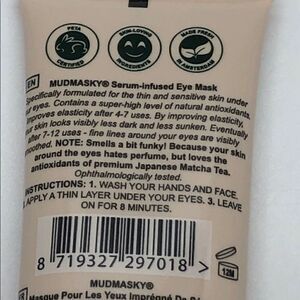 PETA
CERTIFIED
SKIN-LOVING
INGREDIENTS
MADE FRESH
IN AMSTERDAM
EN
MUDMASKY® Serum-infused Eye Mask
Specifically formulated for the thin and sensitive skin under
your eyes. Contains a super-high level of natural antioxidants,
improves elasticity after 4-7 uses. By improving elasticity,
your skin looks visibly less dark and less sunken. Eventually
after 7-12 uses - fine lines around your eyes are visibly
soothed. NOTE: Smells a bit funky! Because your skin
around the eyes hates perfume, but loves the
antioxidants of premium Japanese Matcha Tea.
Ophthalmologically tested.
INSTRUCTIONS: 1. WASH YOUR HANDS AND FACE.
2. APPLY A THIN LAYER UNDER YOUR EYES. 3. LEAVE
ON FOR 8 MINUTES.
8 719327 297018 >
12M
MUDMASKY®
FR
Masque Pour Les Yeux Imprégné De